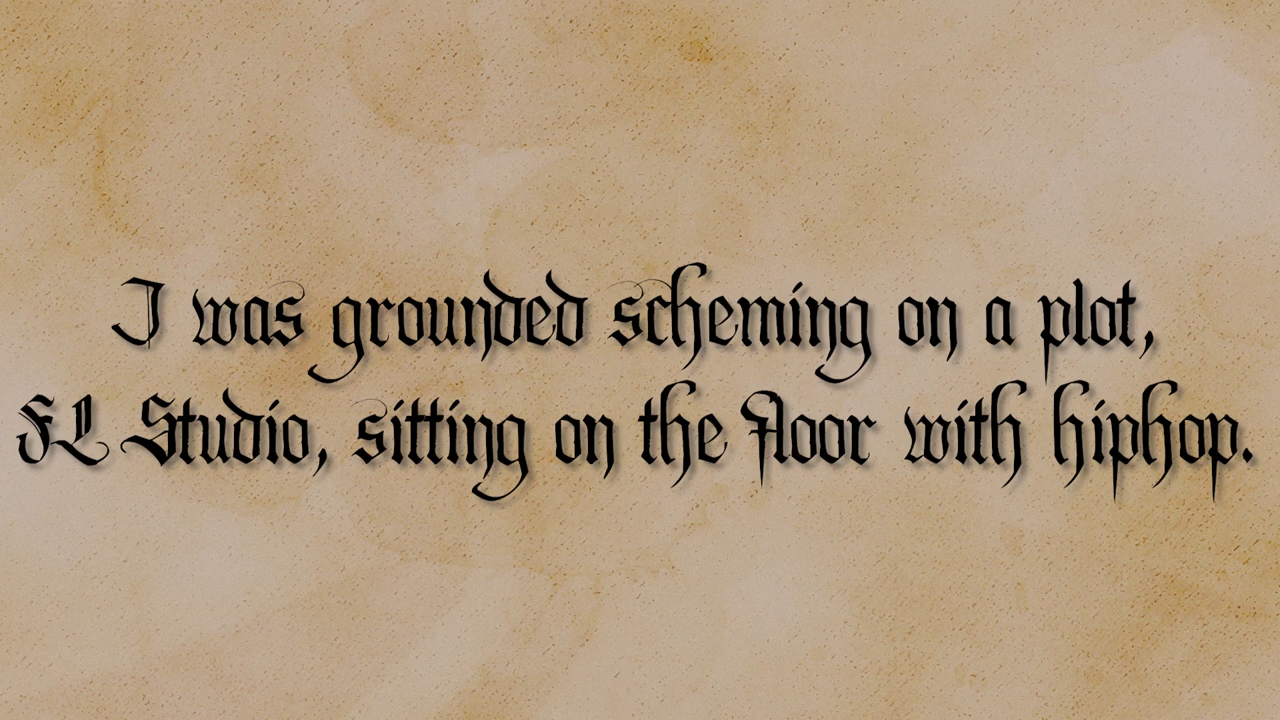 I was grounded scheming on a plot,
FL Studio, sitting on the floor with hiphop.